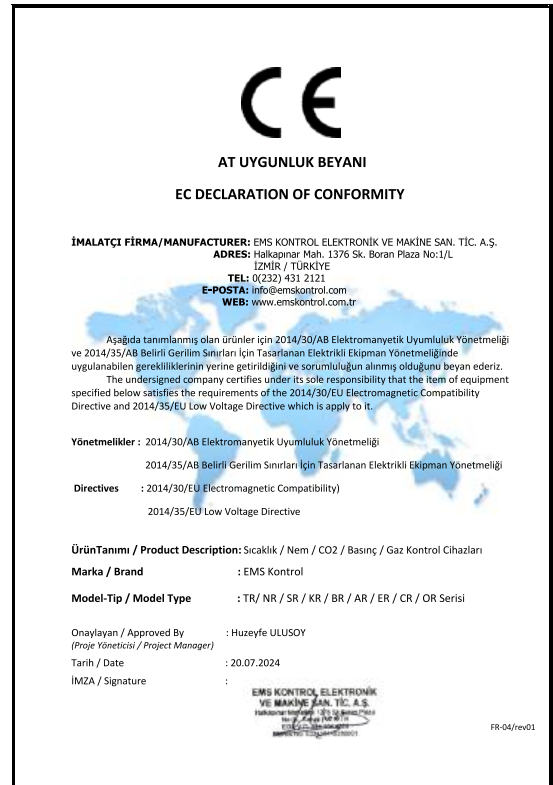 CE
AT UYGUNLUK BEYANI
EC DECLARATION OF CONFORMITY
İMALATÇI FİRMA/MANUFACTURER: EMS KONTROL ELEKTRONİK VE MAKİNE SAN. TİC. A.Ş.
ADRES: Halkapınar Mah. 1376 Sk. Boran Plaza No:1/L
İZMİR / TÜRKİYE
TEL: 0(232) 431 2121
E-POSTA: info@emskontrol.com
WEB: www.emskontrol.com.tr
Aşağıda tanımlanmış olan ürünler için 2014/30/AB Elektromanyetik Uyumluluk Yönetmeliği
ve 2014/35/AB Belirli Gerilim Sınırları İçin Tasarlanan Elektrikli Ekipman Yönetmeliğinde
uygulanabilen gerekliliklerinin yerine getirildiğini ve sorumluluğun alınmış olduğunu beyan ederiz.
The undersigned company certifies under its sole responsibility that the item of equipment
specified below satisfies the requirements of the 2014/30/EU Electromagnetic Compatibility
Directive and 2014/35/EU Low Voltage Directive which is apply to it.
Yönetmelikler : 2014/30/AB Elektromanyetik Uyumluluk Yönetmeliği
2014/35/AB Belirli Gerilim Sınırları İçin Tasarlanan Elektrikli Ekipman Yönetmeliği
Directives : 2014/30/EU Electromagnetic Compatibility)
2014/35/EU Low Voltage Directive
ÜrünTanımı / Product Description: Sıcaklık / Nem / CO2 / Basınç / Gaz Kontrol Cihazları
Marka / Brand : EMS Kontrol
Model-Tip / Model Type : TR/ NR / SR / KR / BR / AR / ER / CR / OR Serisi
Onaylayan / Approved By : Huzeyfe ULUSOY
(Proje Yöneticisi / Project Manager)
Tarih / Date : 20.07.2024
İMZA / Signature :
EMS KONTROL ELEKTRONİK
VE MAKİNE SAN. TİC. A.Ş.
FR-04/rev01